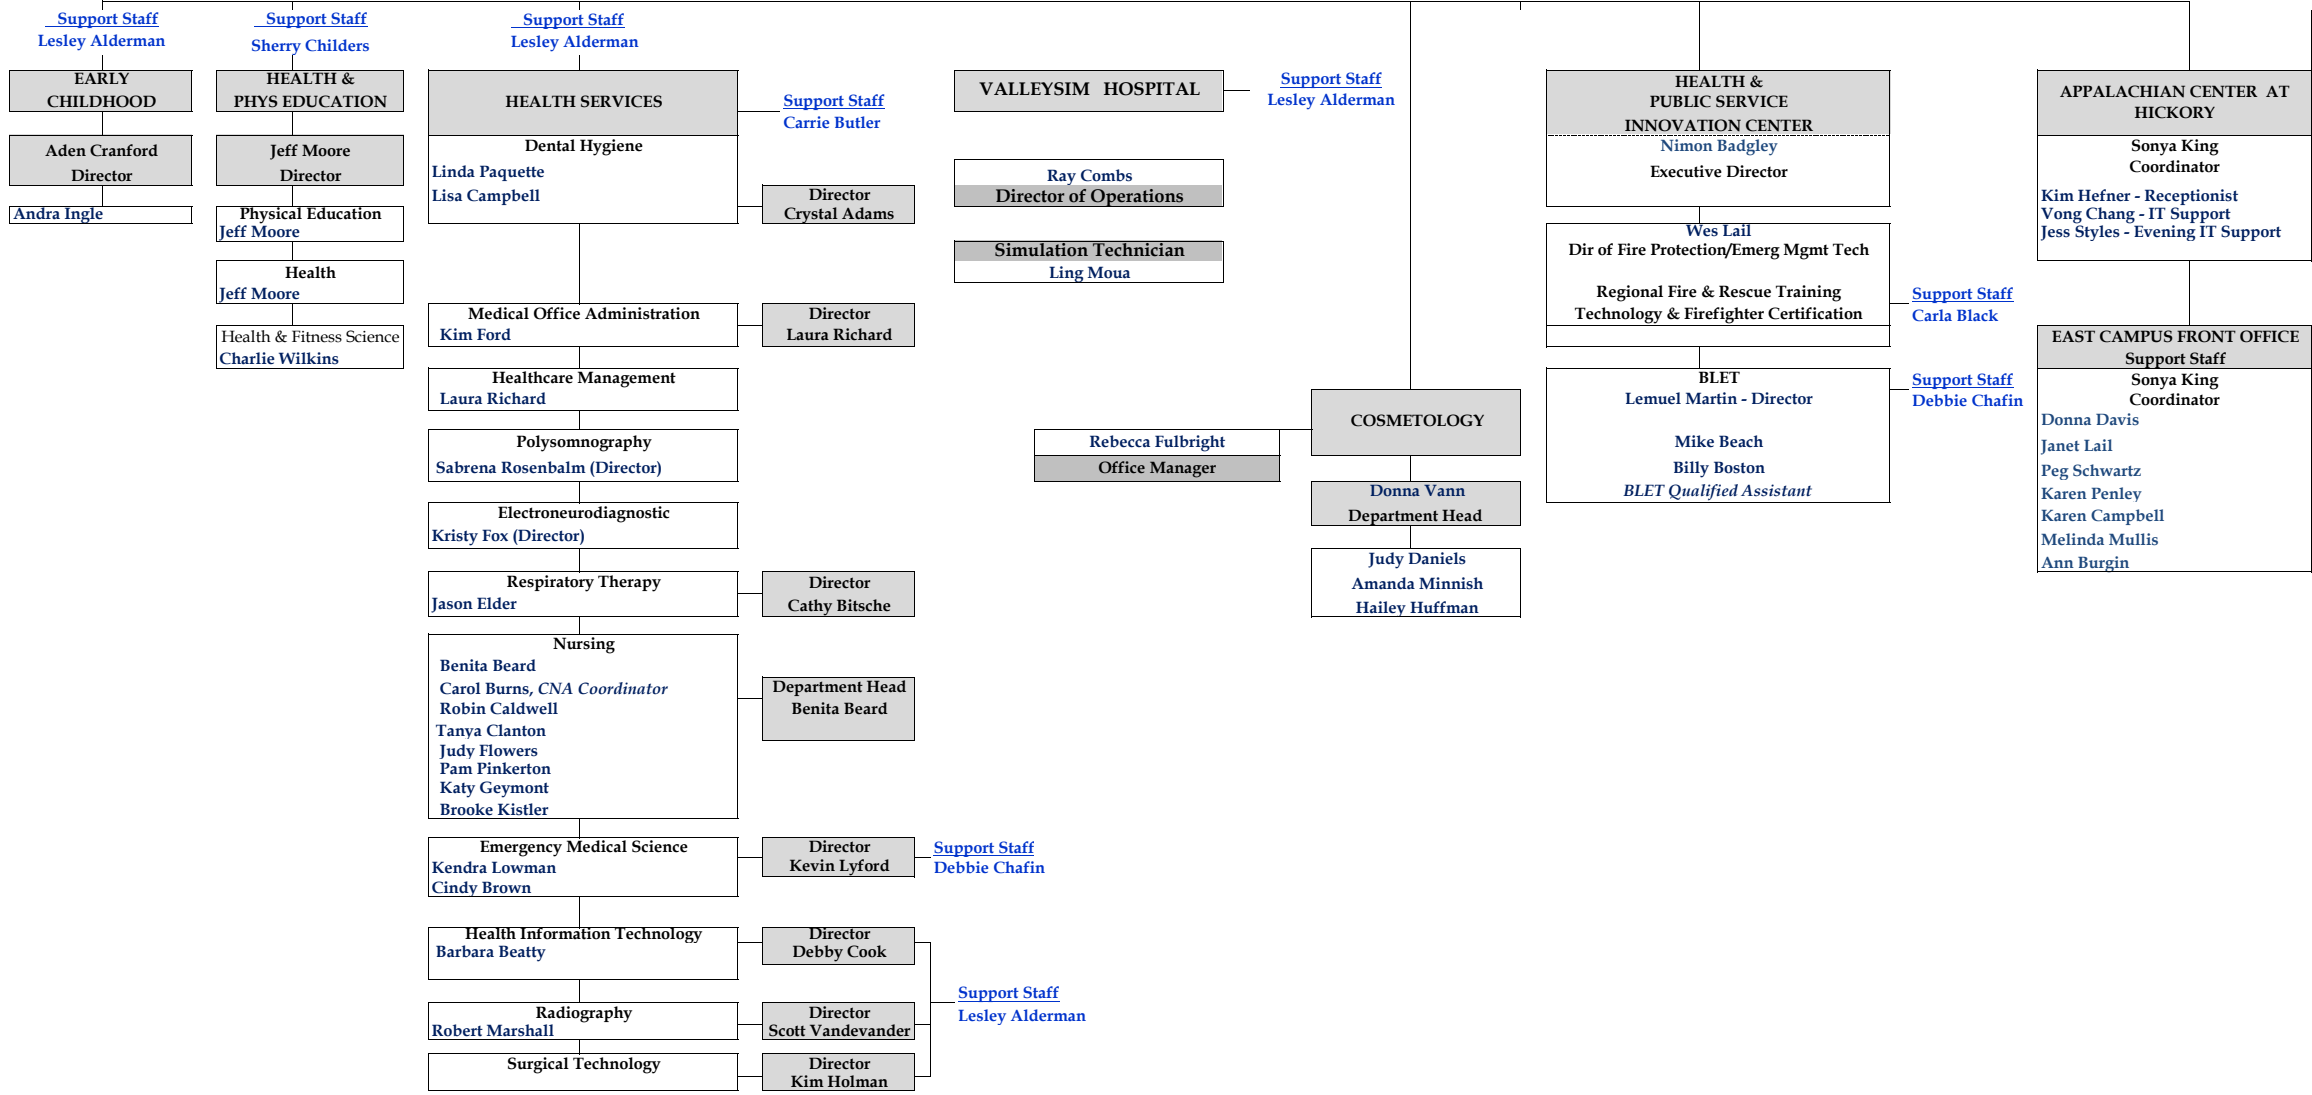 Support Staff
Lesley Alderman
EARLY
CHILDHOOD
Aden Cranford
Director
Andra Ingle
Support Staff
Sherry Childers
HEALTH &
PHYS EDUCATION
Jeff Moore
Director
Physical Education
Jeff Moore
Health
Jeff Moore
Health & Fitness Science
Charlie Wilkins
Support Staff
Lesley Alderman
HEALTH SERVICES
Support Staff
Carrie Butler
Dental Hygiene
Linda Paquette
Lisa Campbell
Director
Crystal Adams
Medical Office Administration
Kim Ford
Director
Laura Richard
Healthcare Management
Laura Richard
Polysomnography
Sabrena Rosenbalm (Director)
Electroneurodiagnostic
Kristy Fox (Director)
Respiratory Therapy
Jason Elder
Director
Cathy Bitsche
Nursing
Benita Beard
Carol Burns, CNA Coordinator
Robin Caldwell
Tanya Clanton
Judy Flowers
Pam Pinkerton
Katy Geymont
Brooke Kistler
Department Head
Benita Beard
Emergency Medical Science
Kendra Lowman
Cindy Brown
Director
Kevin Lyford
Support Staff
Debbie Chafin
Health Information Technology
Barbara Beatty
Director
Debby Cook
Radiography
Robert Marshall
Director
Scott Vandevander
Surgical Technology
Director
Kim Holman
Support Staff
Lesley Alderman
VALLEYSIM HOSPITAL
Support Staff
Lesley Alderman
Ray Combs
Director of Operations
Simulation Technician
Ling Moua
COSMETOLOGY
Rebecca Fulbright
Office Manager
Donna Vann
Department Head
Judy Daniels
Amanda Minnish
Hailey Huffman
HEALTH &
PUBLIC SERVICE
INNOVATION CENTER
Nimon Badgley
Executive Director
Wes Lail
Dir of Fire Protection/Emerg Mgmt Tech
Regional Fire & Rescue Training
Technology & Firefighter Certification
Support Staff
Carla Black
BLET
Lemuel Martin - Director
Mike Beach
Billy Boston
BLET Qualified Assistant
Support Staff
Debbie Chafin
APPALACHIAN CENTER AT
HICKORY
Sonya King
Coordinator
Kim Hefner - Receptionist
Vong Chang - IT Support
Jess Styles - Evening IT Support
EAST CAMPUS FRONT OFFICE
Support Staff
Sonya King
Coordinator
Donna Davis
Janet Lail
Peg Schwartz
Karen Penley
Karen Campbell
Melinda Mullis
Ann Burgin